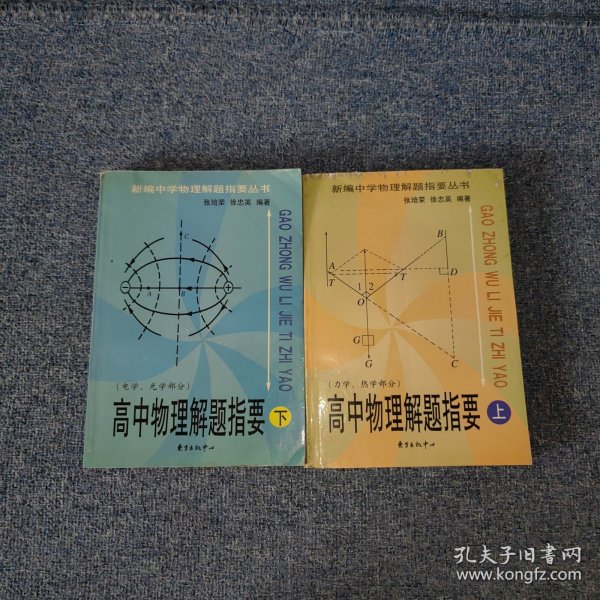 新编中学物理解题指要丛书
张培荣 徐忠英 编著
GAO ZHONG WU LI JIE TI ZHI YAO
C
A
B
(电学、光学部分)
高中物理解题指要 下
东方出版中心
新编中学物理解题指要丛书
张培荣 徐忠英 编著
GAO ZHONG WU LI JIE TI ZHI YAO
B
A
D
T
T
1 2
O
G
G
C
(力学、热学部分)
高中物理解题指要 上
东方出版中心
孔夫子旧书网
www.kongfz.com